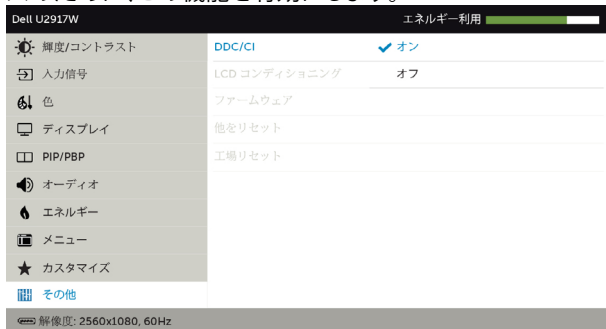 Dell U2917W エネルギー利用
輝度/コントラスト DDC/CI オン
入力信号 LCD コンディショニング オフ
色 ファームウェア
ディスプレイ 他をリセット
PIP/PBP 工場リセット
オーディオ
エネルギー
メニュー
カスタマイズ
その他
解像度: 2560x1080, 60Hz